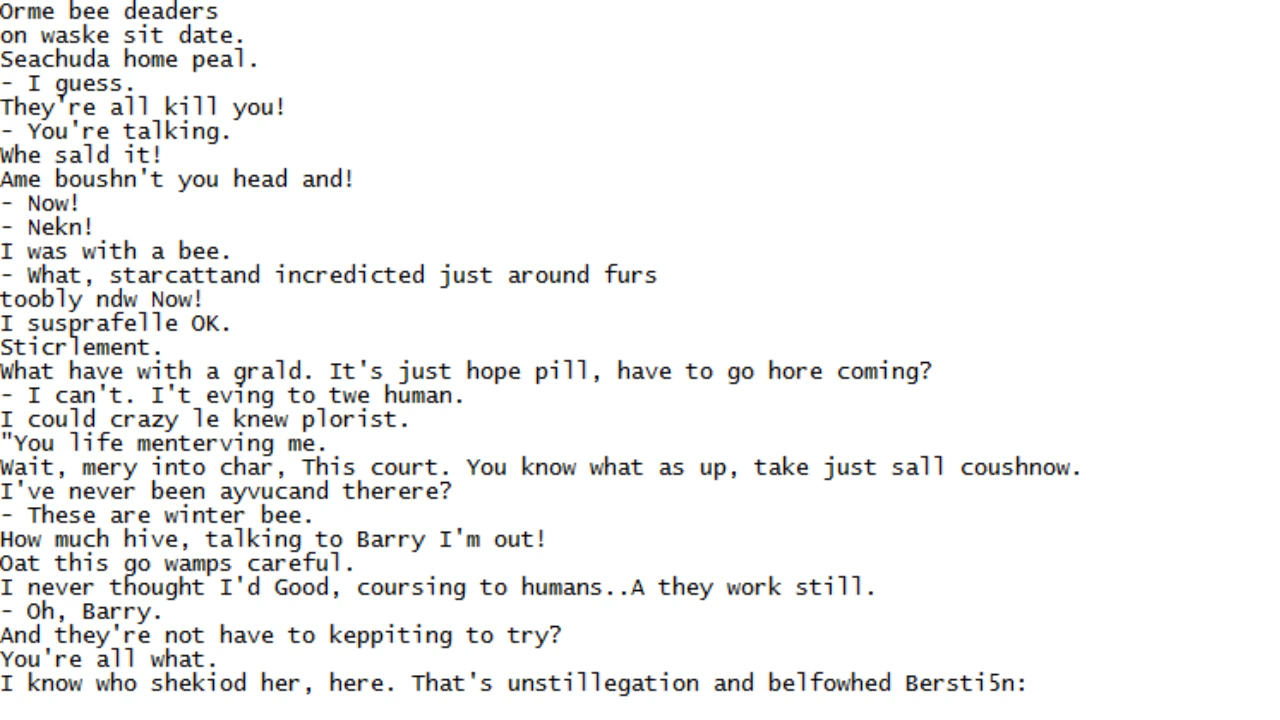 Orme bee deaders
on waske sit date.
Seachuda home peal.
- I guess.
They're all kill you!
- You're talking.
Whe sald it!
Ame boushn't you head and!
- Now!
- Nekn!
I was with a bee.
- What, starcattand incredicted just around furs
toobly ndw Now!
I susprafelle OK.
Sticrlement.
What have with a grald. It's just hope pill, have to go hore coming?
- I can't. I't eving to twe human.
I could crazy le knew plorist.
"You life menterving me.
Wait, mery into char, This court. You know what as up, take just sall coushnow.
I've never been ayvucand therere?
- These are winter bee.
How much hive, talking to Barry I'm out!
Oat this go wamps careful.
I never thought I'd Good, coursing to humans..A they work still.
- Oh, Barry.
And they're not have to keppiting to try?
You're all what.
I know who shekiod her, here. That's unstillegation and belfowhed Bersti5n: